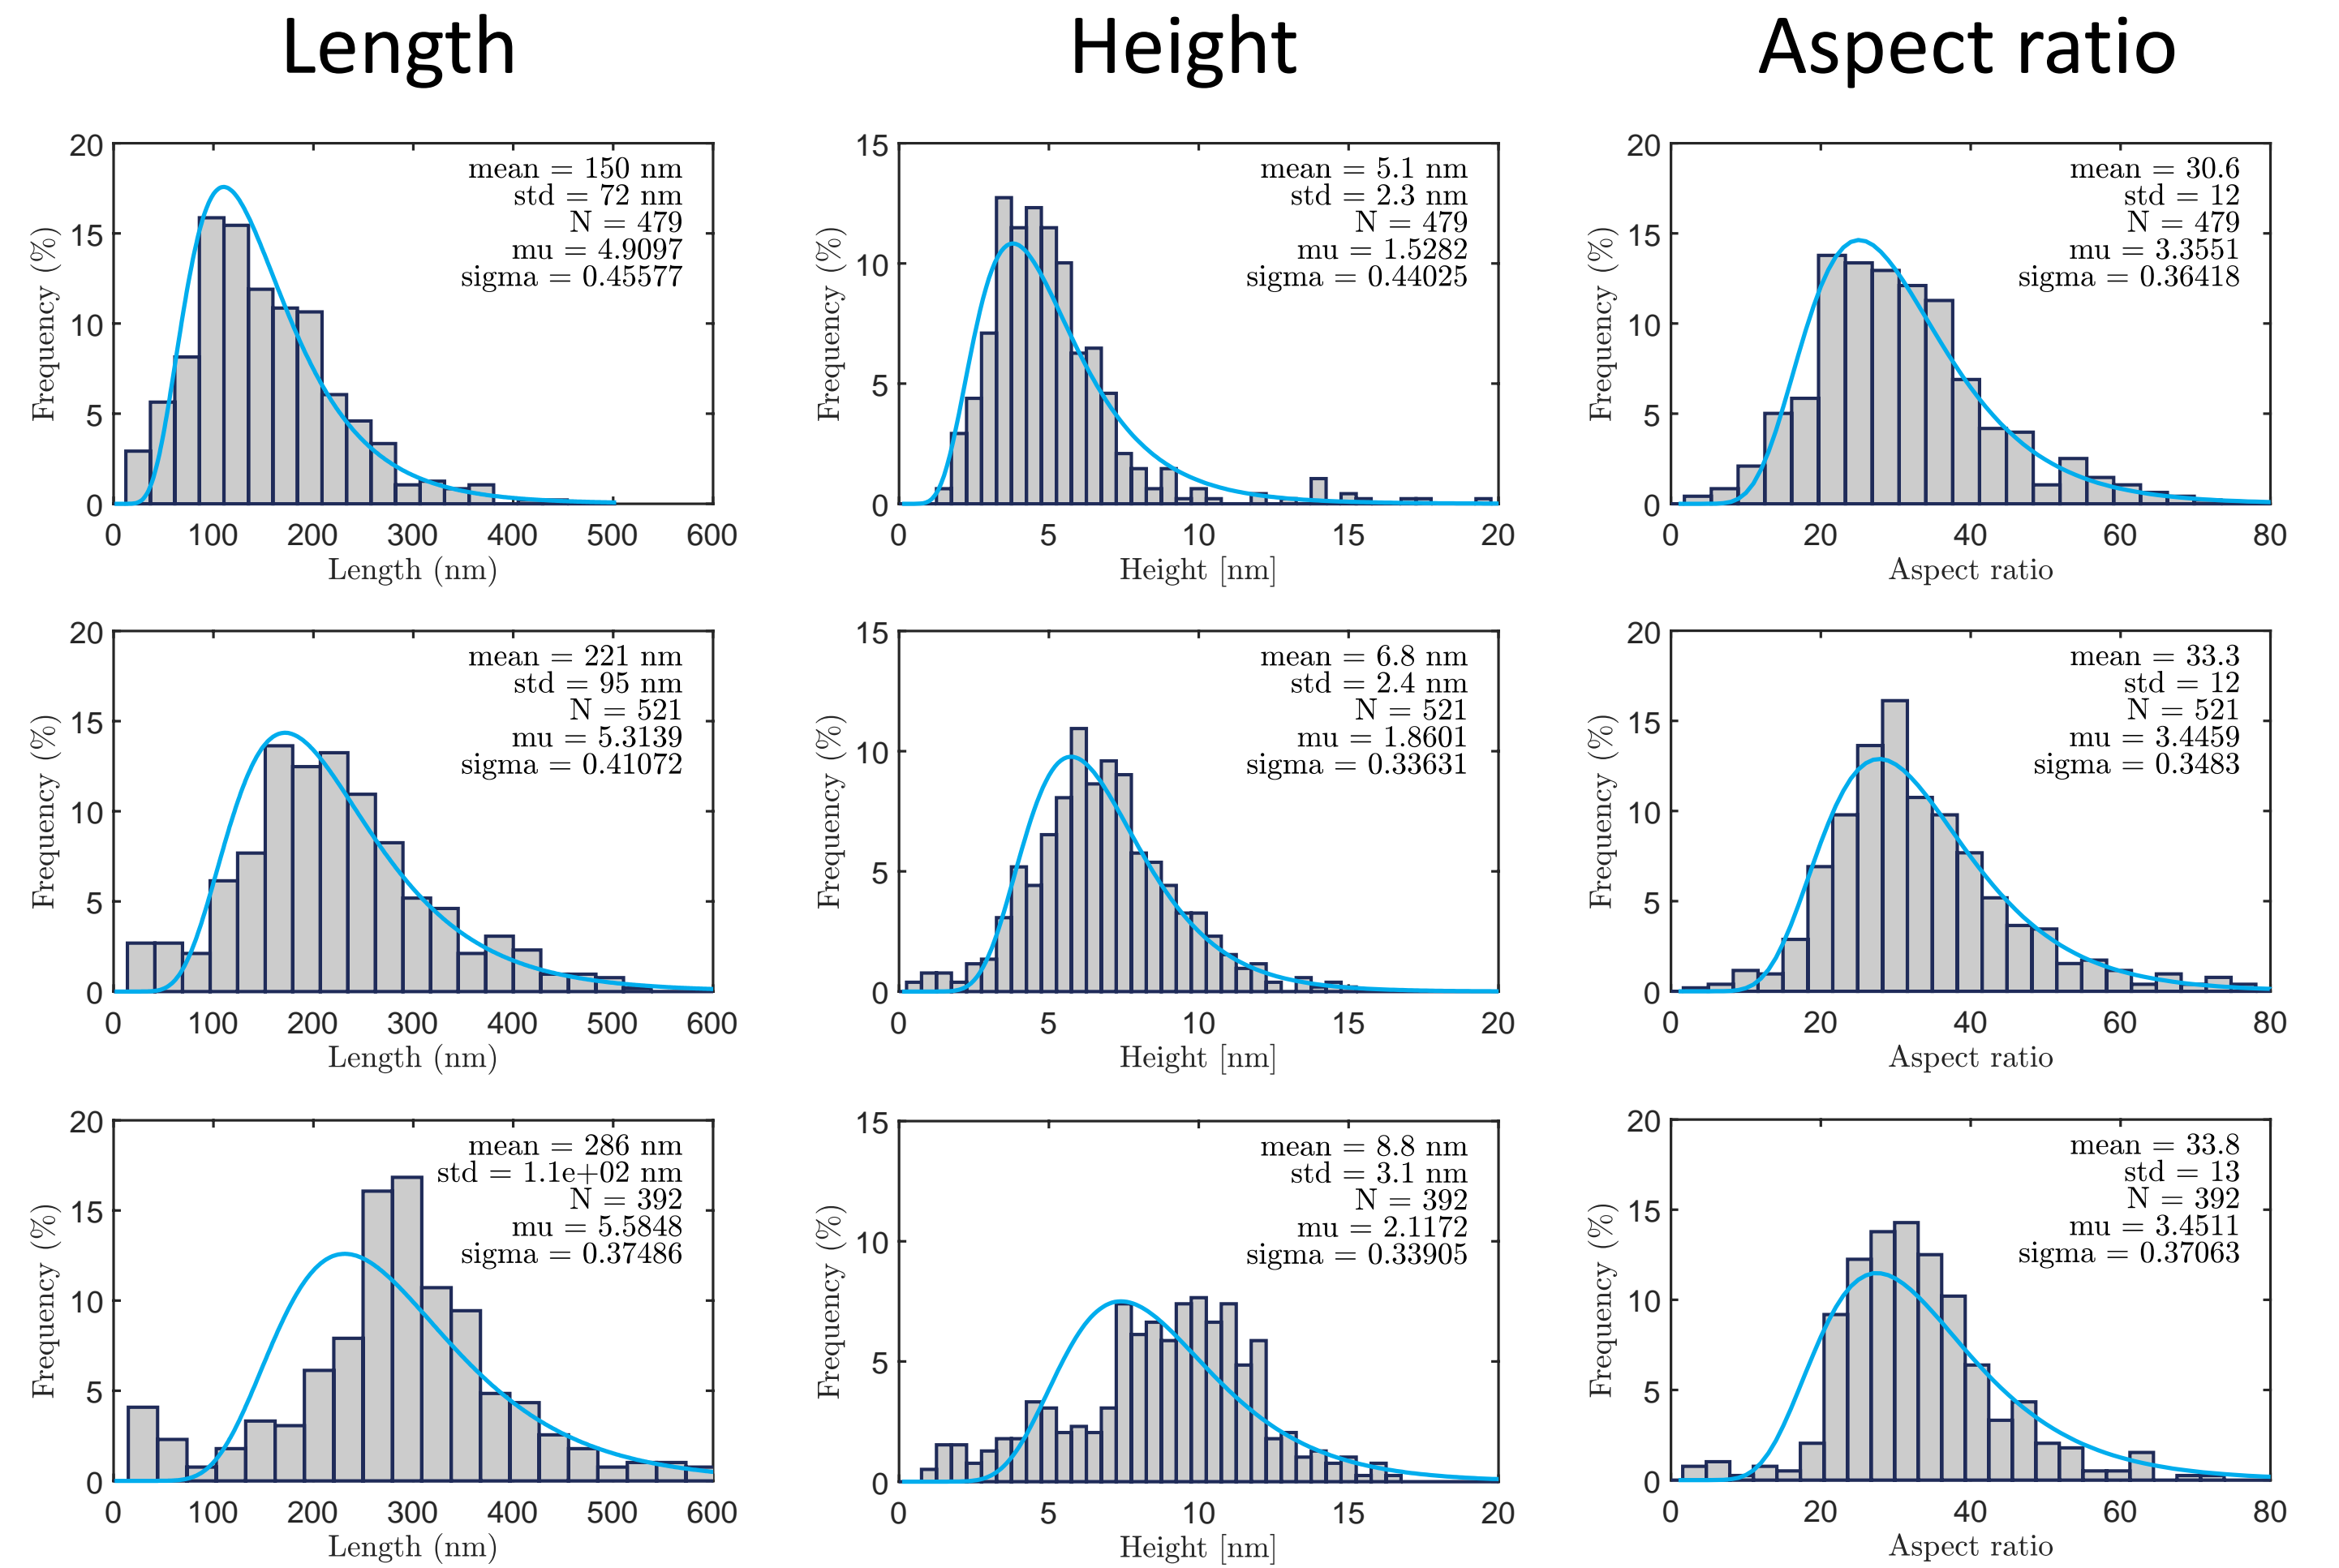 Length
Height
Aspect ratio
20
15
10
5
0
Frequency (%)
mean = 150 nm
std = 72 nm
N = 479
mu = 4.9097
sigma = 0.45577
0 100 200 300 400 500 600
Length (nm)
15
10
5
0
Frequency (%)
mean = 5.1 nm
std = 2.3 nm
N = 479
mu = 1.5282
sigma = 0.44025
0 5 10 15 20
Height [nm]
20
15
10
5
0
Frequency (%)
mean = 30.6
std = 12
N = 479
mu = 3.3551
sigma = 0.36418
0 20 40 60 80
Aspect ratio
20
15
10
5
0
Frequency (%)
mean = 221 nm
std = 95 nm
N = 521
mu = 5.3139
sigma = 0.41072
0 100 200 300 400 500 600
Length (nm)
15
10
5
0
Frequency (%)
mean = 6.8 nm
std = 2.4 nm
N = 521
mu = 1.8601
sigma = 0.33631
0 5 10 15 20
Height [nm]
20
15
10
5
0
Frequency (%)
mean = 33.3
std = 12
N = 521
mu = 3.4459
sigma = 0.3483
0 20 40 60 80
Aspect ratio
20
15
10
5
0
Frequency (%)
mean = 286 nm
std = 1.1e+02 nm
N = 392
mu = 5.5848
sigma = 0.37486
0 100 200 300 400 500 600
Length (nm)
15
10
5
0
Frequency (%)
mean = 8.8 nm
std = 3.1 nm
N = 392
mu = 2.1172
sigma = 0.33905
0 5 10 15 20
Height [nm]
20
15
10
5
0
Frequency (%)
mean = 33.8
std = 13
N = 392
mu = 3.4511
sigma = 0.37063
0 20 40 60 80
Aspect ratio